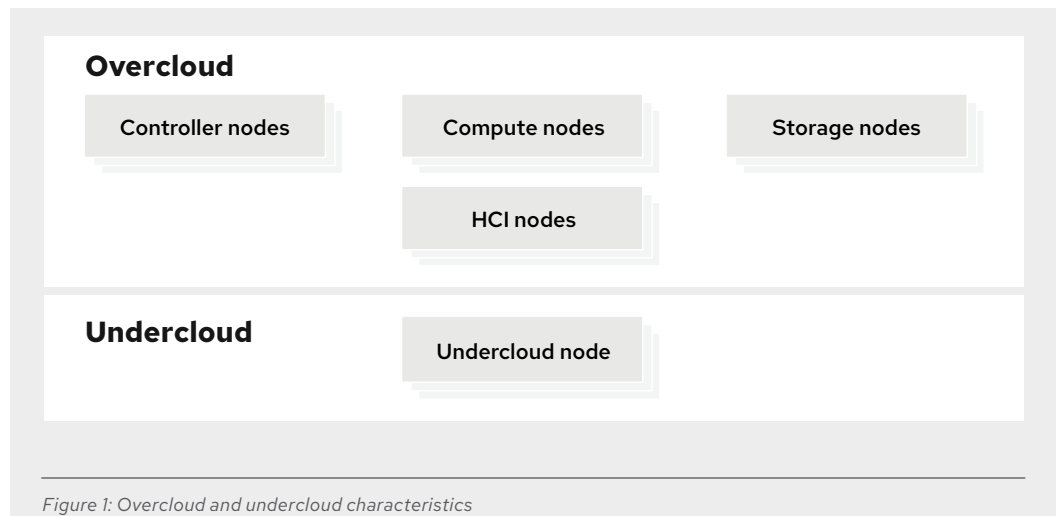 Overcloud
Controller nodes
Compute nodes
Storage nodes
HCI nodes
Undercloud
Undercloud node
Figure 1: Overcloud and undercloud characteristics